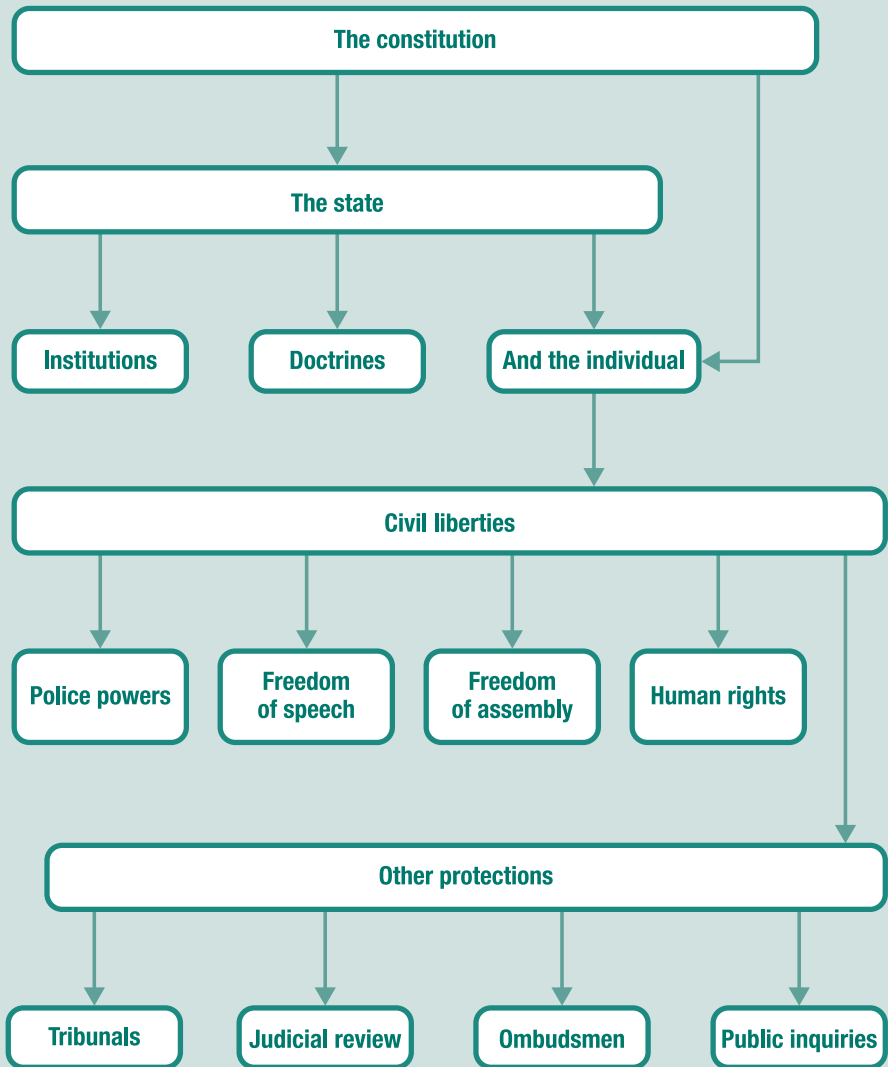 The constitution
The state
Institutions
Doctrines
And the individual
Civil liberties
Police powers
Freedom
of speech
Freedom
of assembly
Human rights
Other protections
Tribunals
Judicial review
Ombudsmen
Public inquiries